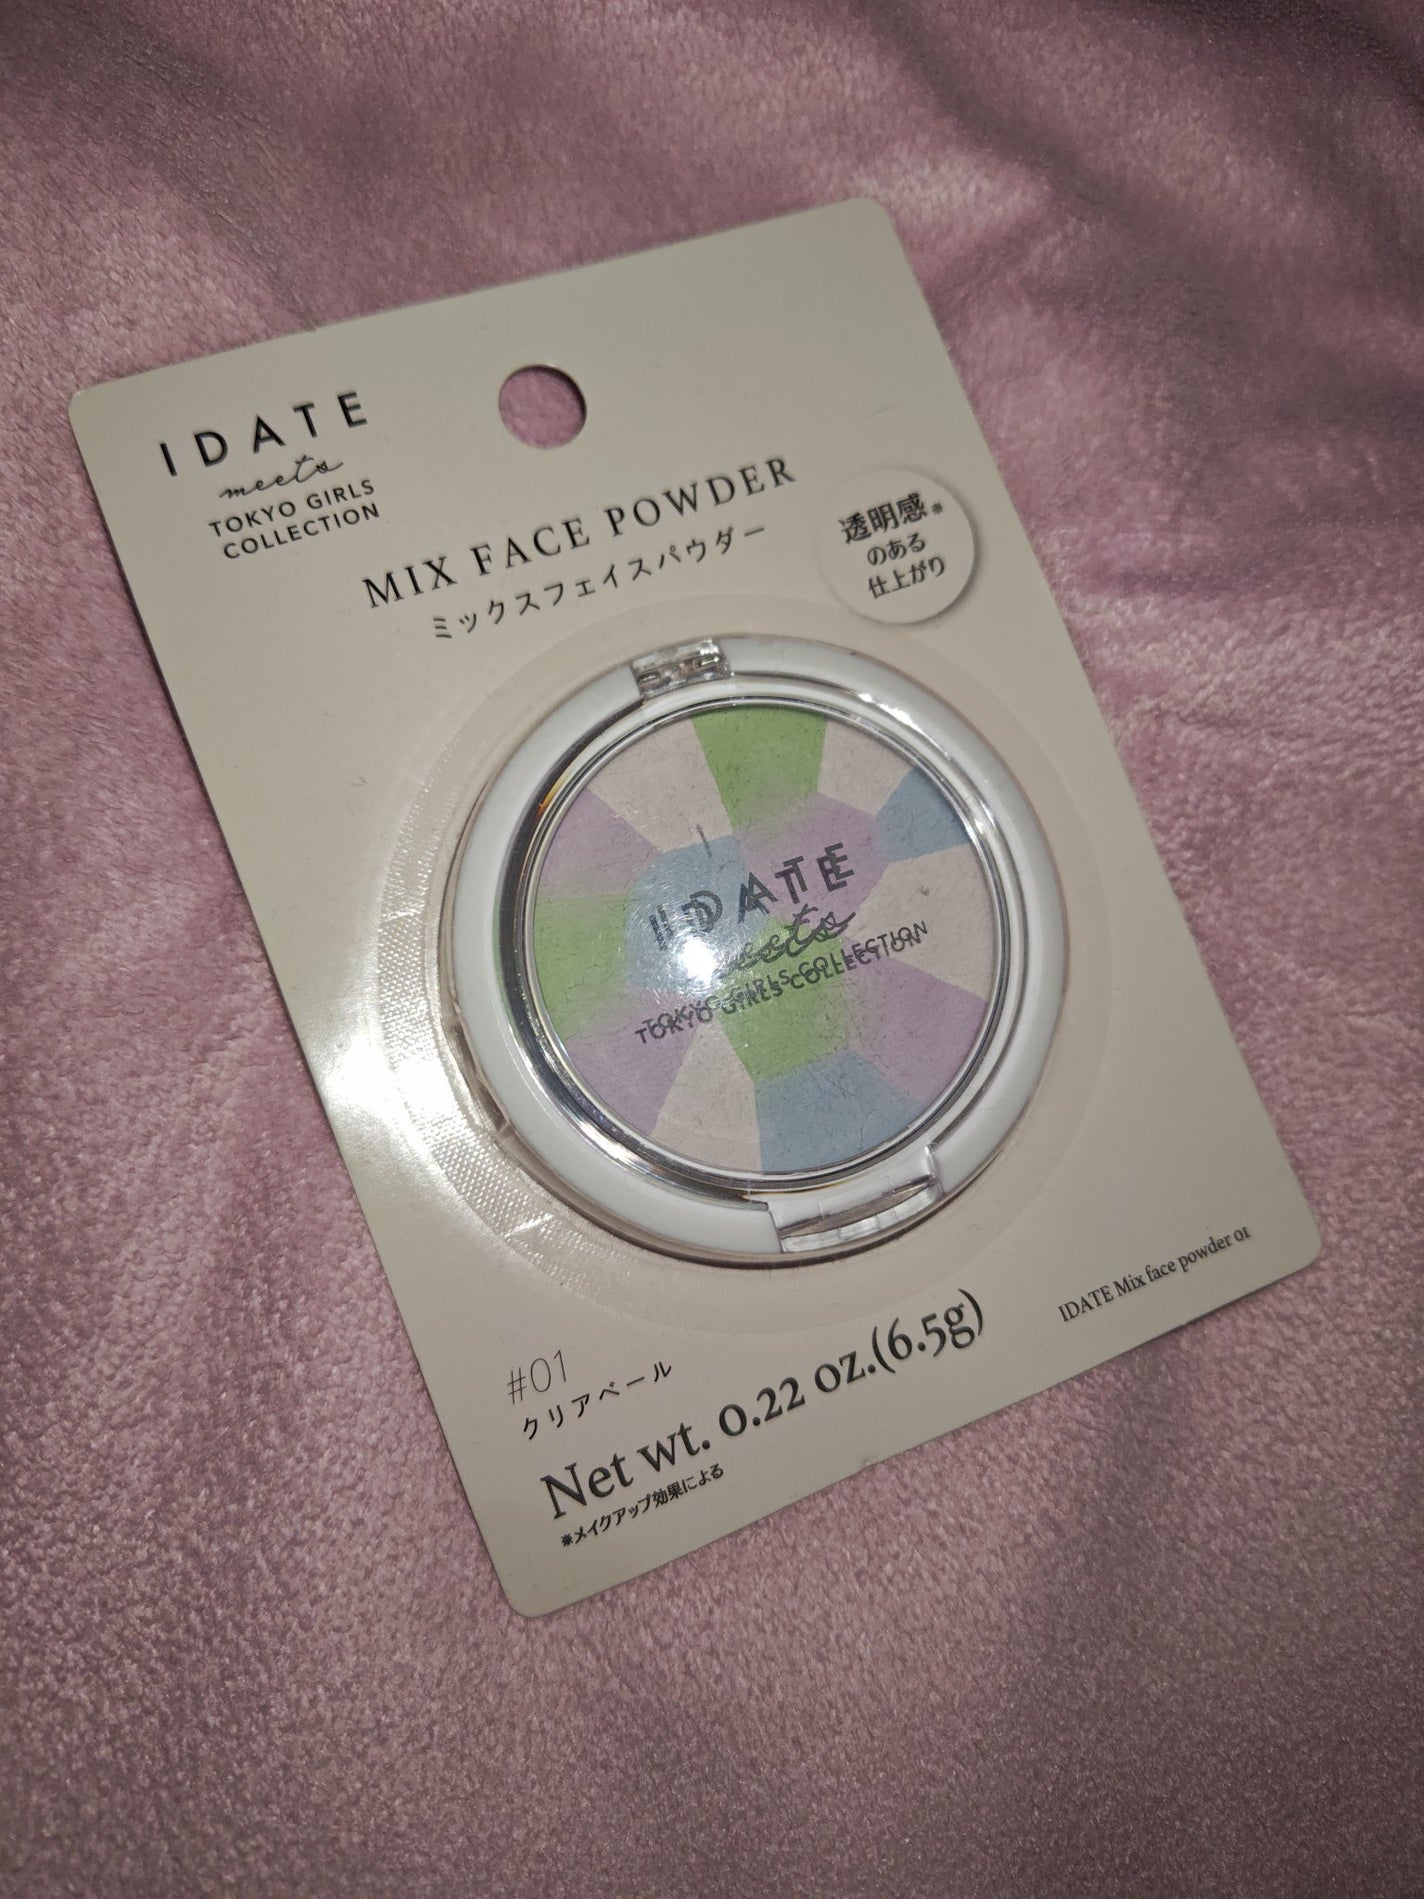 IDATE
meets
TOKYO GIRLS
COLLECTION
MIX FACE POWDER
ミックスフェイスパウダー
透明感※
のある
仕上がり
IDATE
meets
TOKYO GIRLS COLLECTION
#01
クリアベール
Net wt. 0.22 oz.(6.5g)
※メイクアップ効果による
IDATE Mix face powder 01